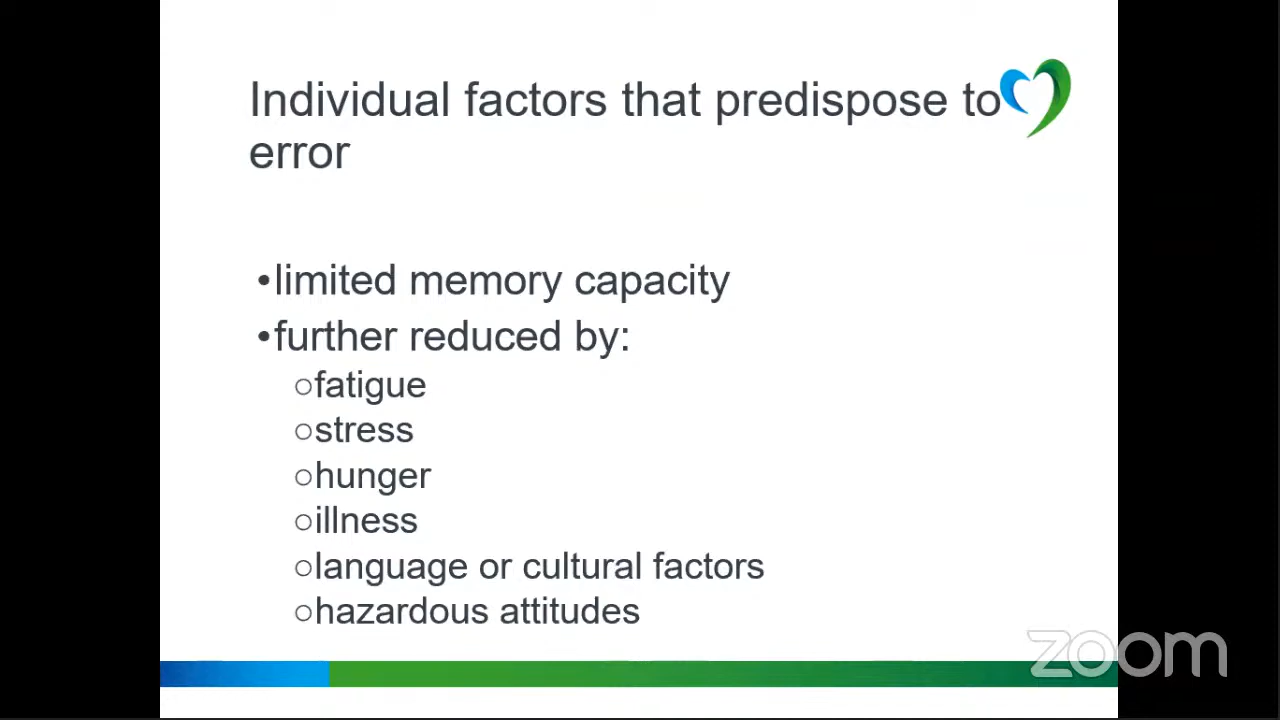 Individual factors that predispose to
error
•limited memory capacity
•further reduced by:
○fatigue
○stress
○hunger
○illness
○language or cultural factors
○hazardous attitudes
zoom